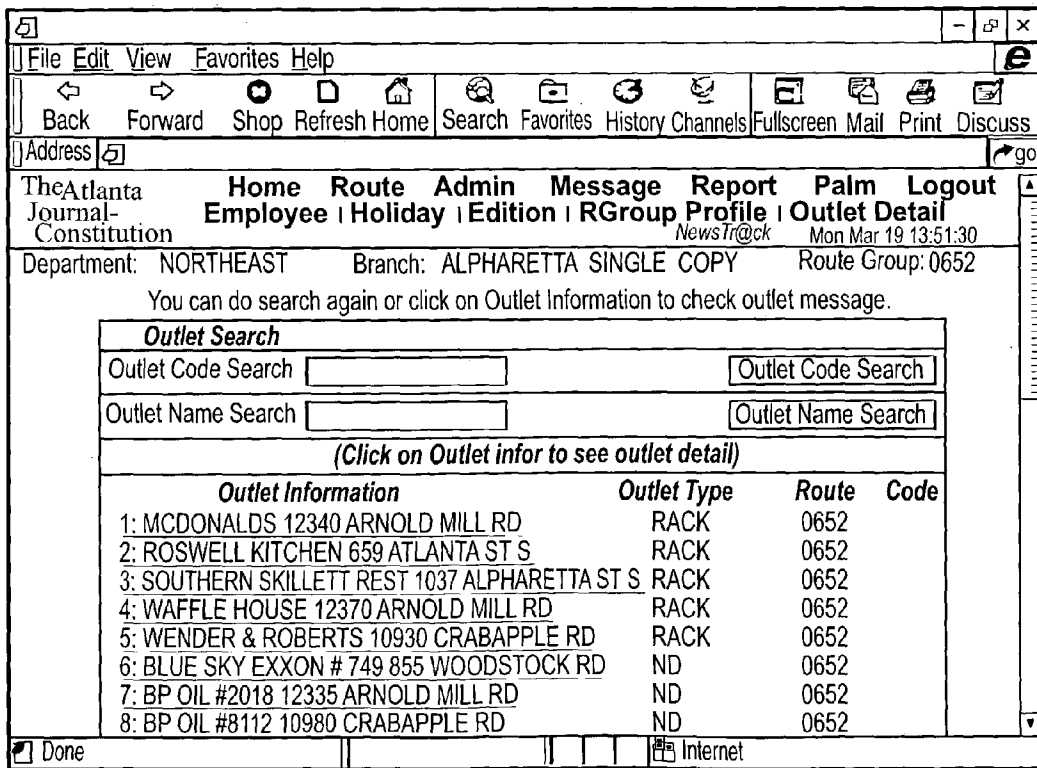 File Edit View Favorites Help
Back Forward Shop Refresh Home Search Favorites History Channels Fullscreen Mail Print Discuss
Address go
The Atlanta Journal-Constitution
Home Route Admin Message Report Palm Logout
Employee | Holiday | Edition | RGroup Profile | Outlet Detail
NewsTr@ck Mon Mar 19 13:51:30
Department: NORTHEAST Branch: ALPHARETTA SINGLE COPY Route Group: 0652
You can do search again or click on Outlet Information to check outlet message.
Outlet Search
Outlet Code Search Outlet Code Search
Outlet Name Search Outlet Name Search
(Click on Outlet infor to see outlet detail)
Outlet Information Outlet Type Route Code
1: MCDONALDS 12340 ARNOLD MILL RD RACK 0652
2: ROSWELL KITCHEN 659 ATLANTA ST S RACK 0652
3: SOUTHERN SKILLETT REST 1037 ALPHARETTA ST S RACK 0652
4: WAFFLE HOUSE 12370 ARNOLD MILL RD RACK 0652
5: WENDER & ROBERTS 10930 CRABAPPLE RD RACK 0652
6: BLUE SKY EXXON # 749 855 WOODSTOCK RD ND 0652
7: BP OIL #2018 12335 ARNOLD MILL RD ND 0652
8: BP OIL #8112 10980 CRABAPPLE RD ND 0652
Done Internet